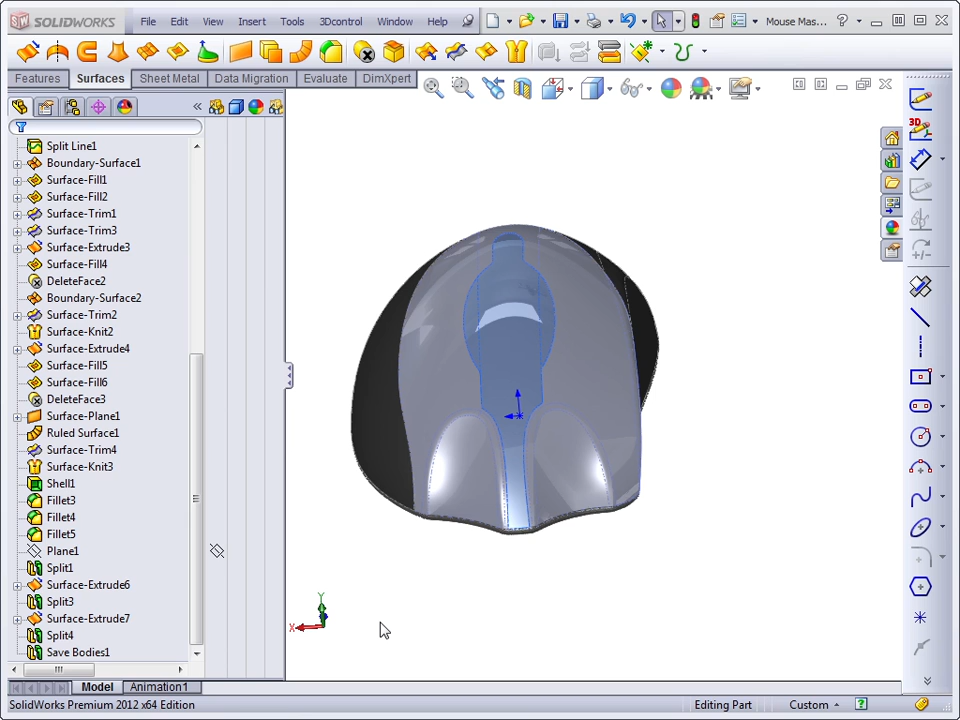 SOLIDWORKS File Edit View Insert Tools 3Dcontrol Window Help Mouse Mas... ?
Features Surfaces Sheet Metal Data Migration Evaluate DimXpert
3D
Split Line1
Boundary-Surface1
Surface-Fill1
Surface-Fill2
Surface-Trim1
Surface-Trim3
Surface-Extrude3
Surface-Fill4
DeleteFace2
Boundary-Surface2
Surface-Trim2
Surface-Knit2
Surface-Extrude4
Surface-Fill5
Surface-Fill6
DeleteFace3
Surface-Plane1
Ruled Surface1
Surface-Trim4
Surface-Knit3
Shell1
Fillet3
Fillet4
Fillet5
Plane1
Split1
Surface-Extrude6
Split3
Surface-Extrude7
Split4
Save Bodies1
Y
X
Model Animation1
SolidWorks Premium 2012 x64 Edition Editing Part Custom ?